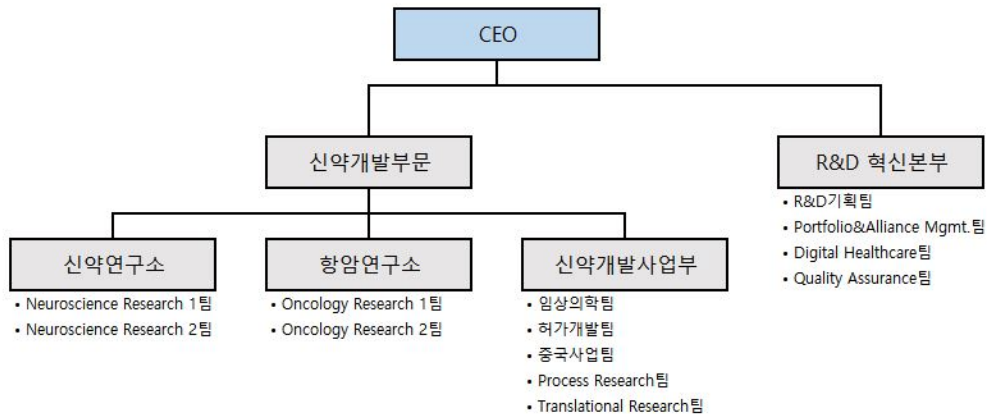 CEO
신약개발부문
R&D 혁신본부
• R&D기획팀
• Portfolio&Alliance Mgmt.팀
• Digital Healthcare팀
• Quality Assurance팀
신약연구소
• Neuroscience Research 1팀
• Neuroscience Research 2팀
항암연구소
• Oncology Research 1팀
• Oncology Research 2팀
신약개발사업부
• 임상의학팀
• 허가개발팀
• 중국사업팀
• Process Research팀
• Translational Research팀